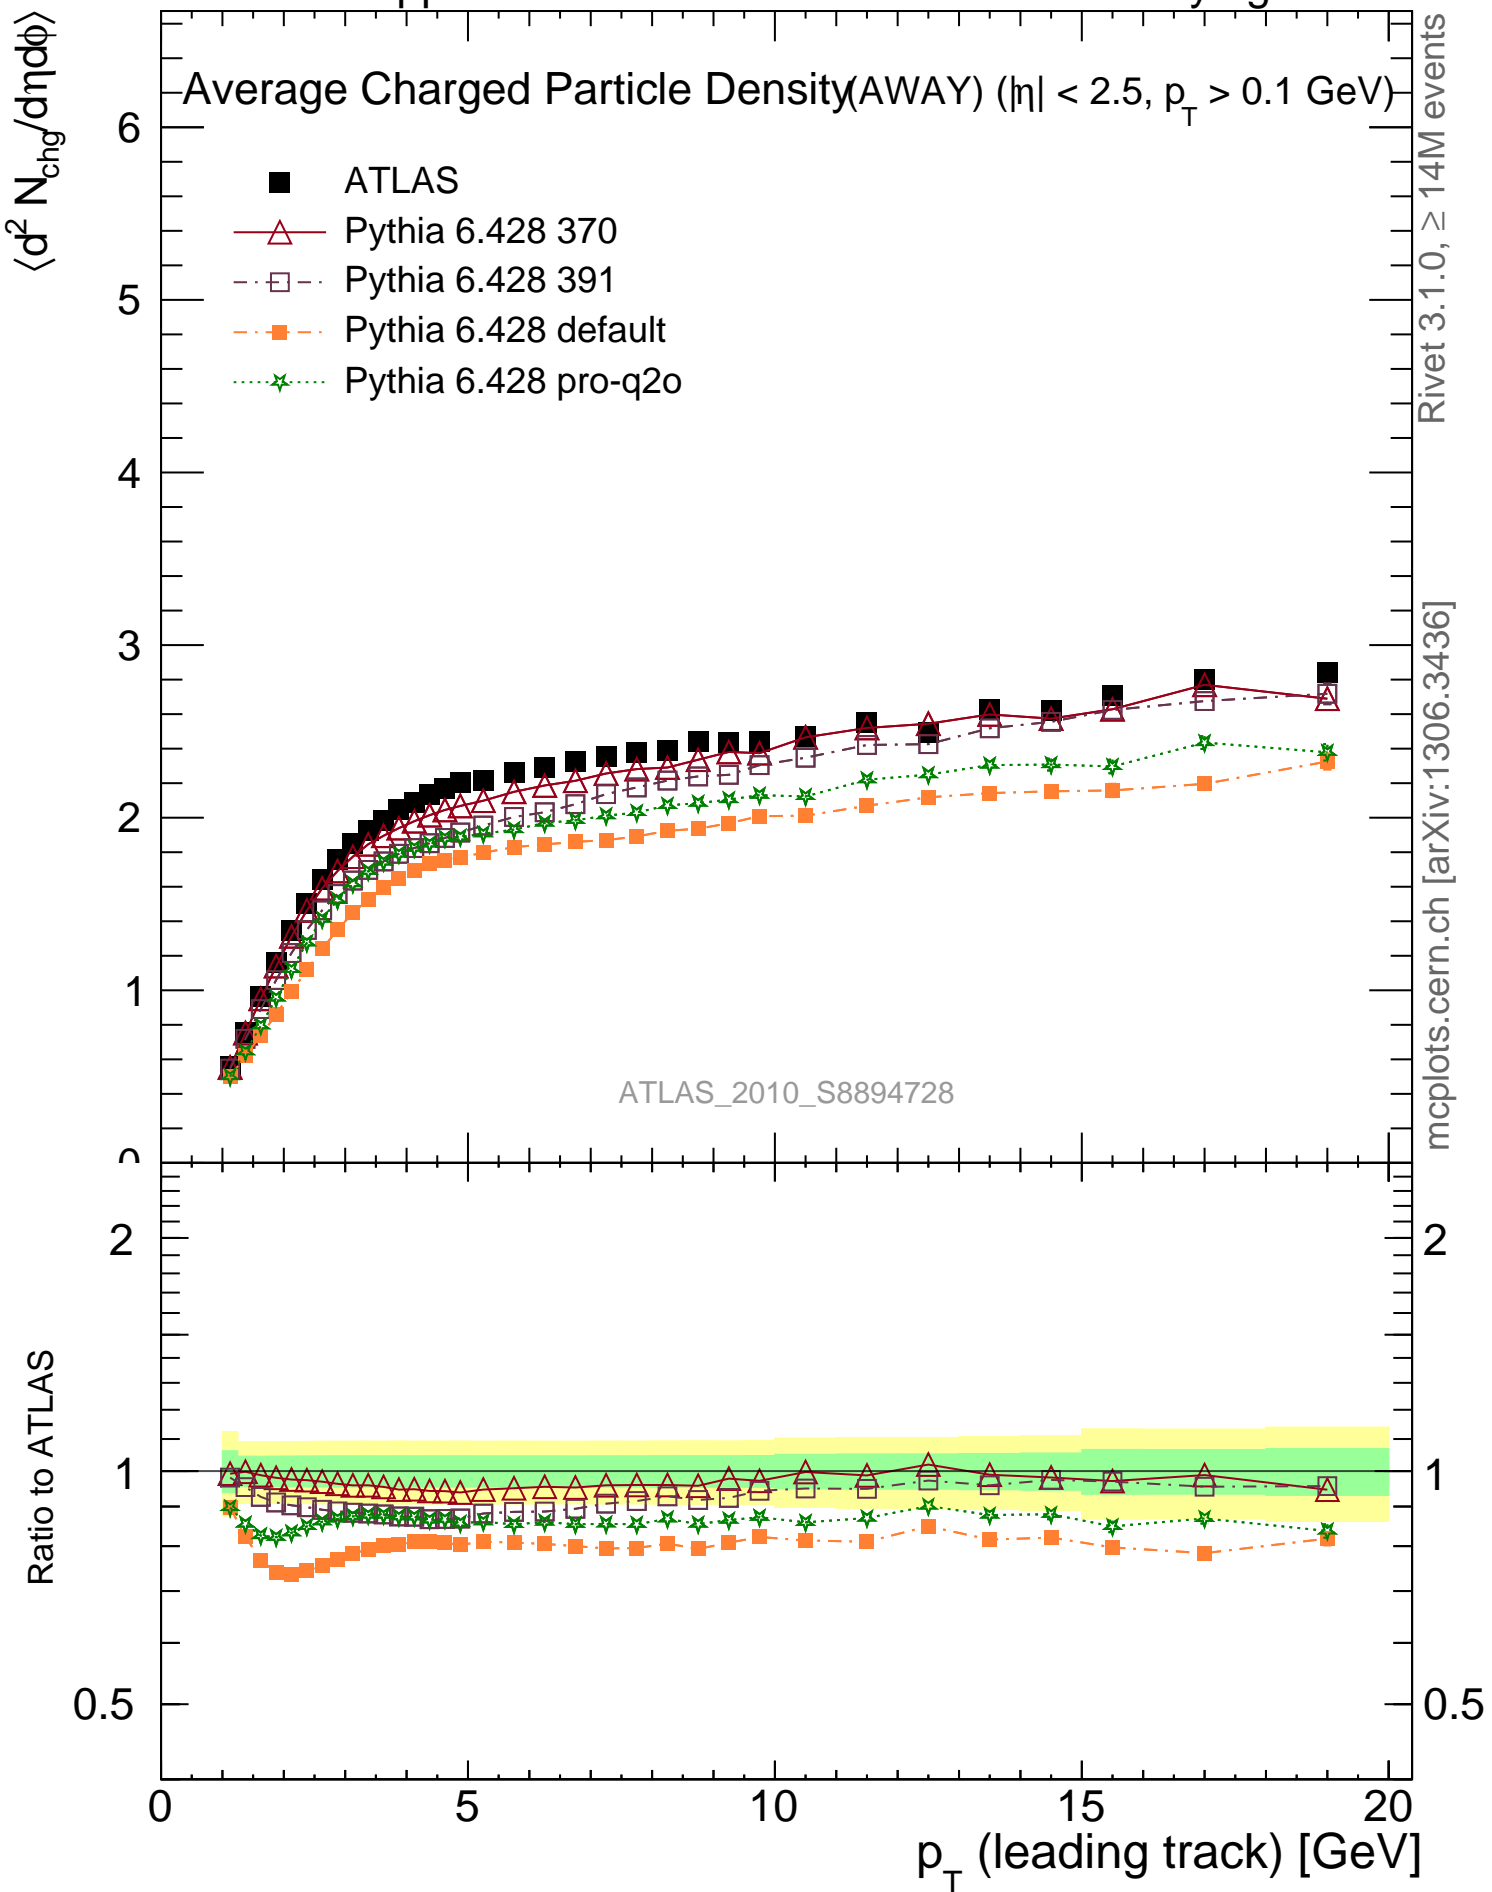 Average Charged Particle Density (AWAY) (|η| < 2.5, p_T > 0.1 GeV)
⟨d² N_chg/dηdϕ⟩
ATLAS
Pythia 6.428 370
Pythia 6.428 391
Pythia 6.428 default
Pythia 6.428 pro-q2o
6
5
4
3
2
1
0
ATLAS_2010_S8894728
Rivet 3.1.0, ≥ 14M events
mcplots.cern.ch [arXiv:1306.3436]
Ratio to ATLAS
2
1
0.5
2
1
0.5
0 5 10 15 20
p_T (leading track) [GeV]